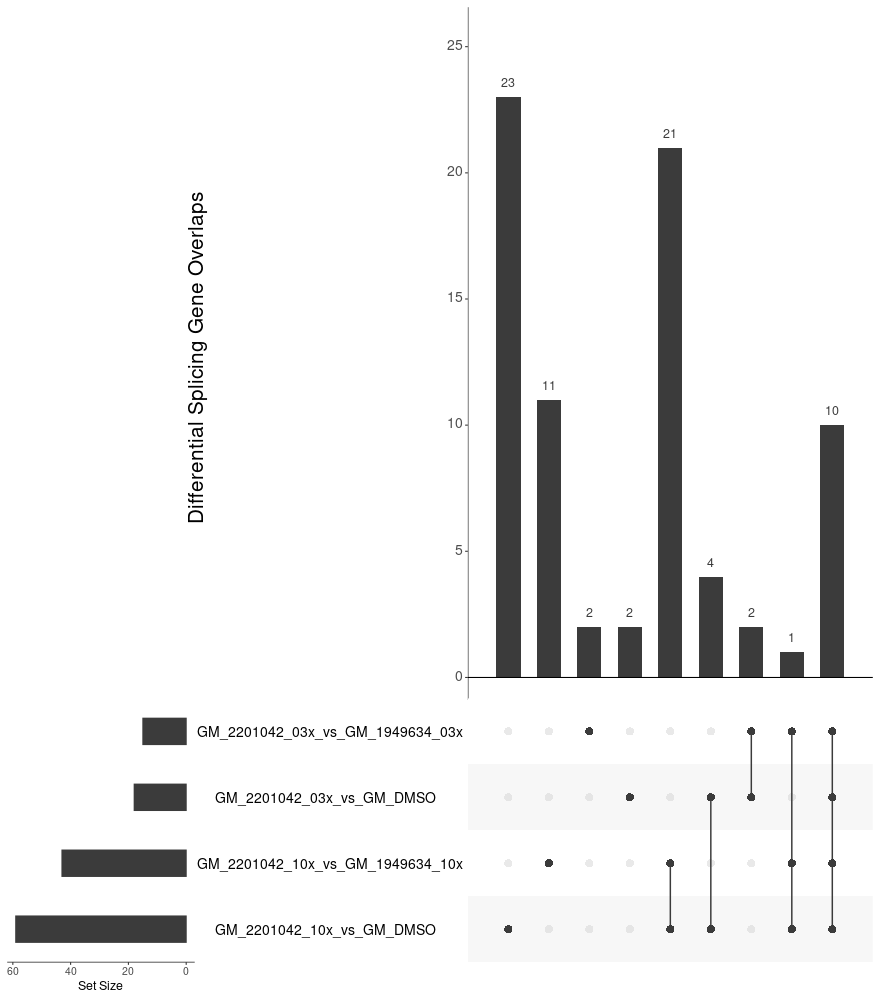 Differential Splicing Gene Overlaps
25
20
15
10
5
0
23
11
2
2
21
4
2
1
10
GM_2201042_03x_vs_GM_1949634_03x
GM_2201042_03x_vs_GM_DMSO
GM_2201042_10x_vs_GM_1949634_10x
GM_2201042_10x_vs_GM_DMSO
60 40 20 0
Set Size